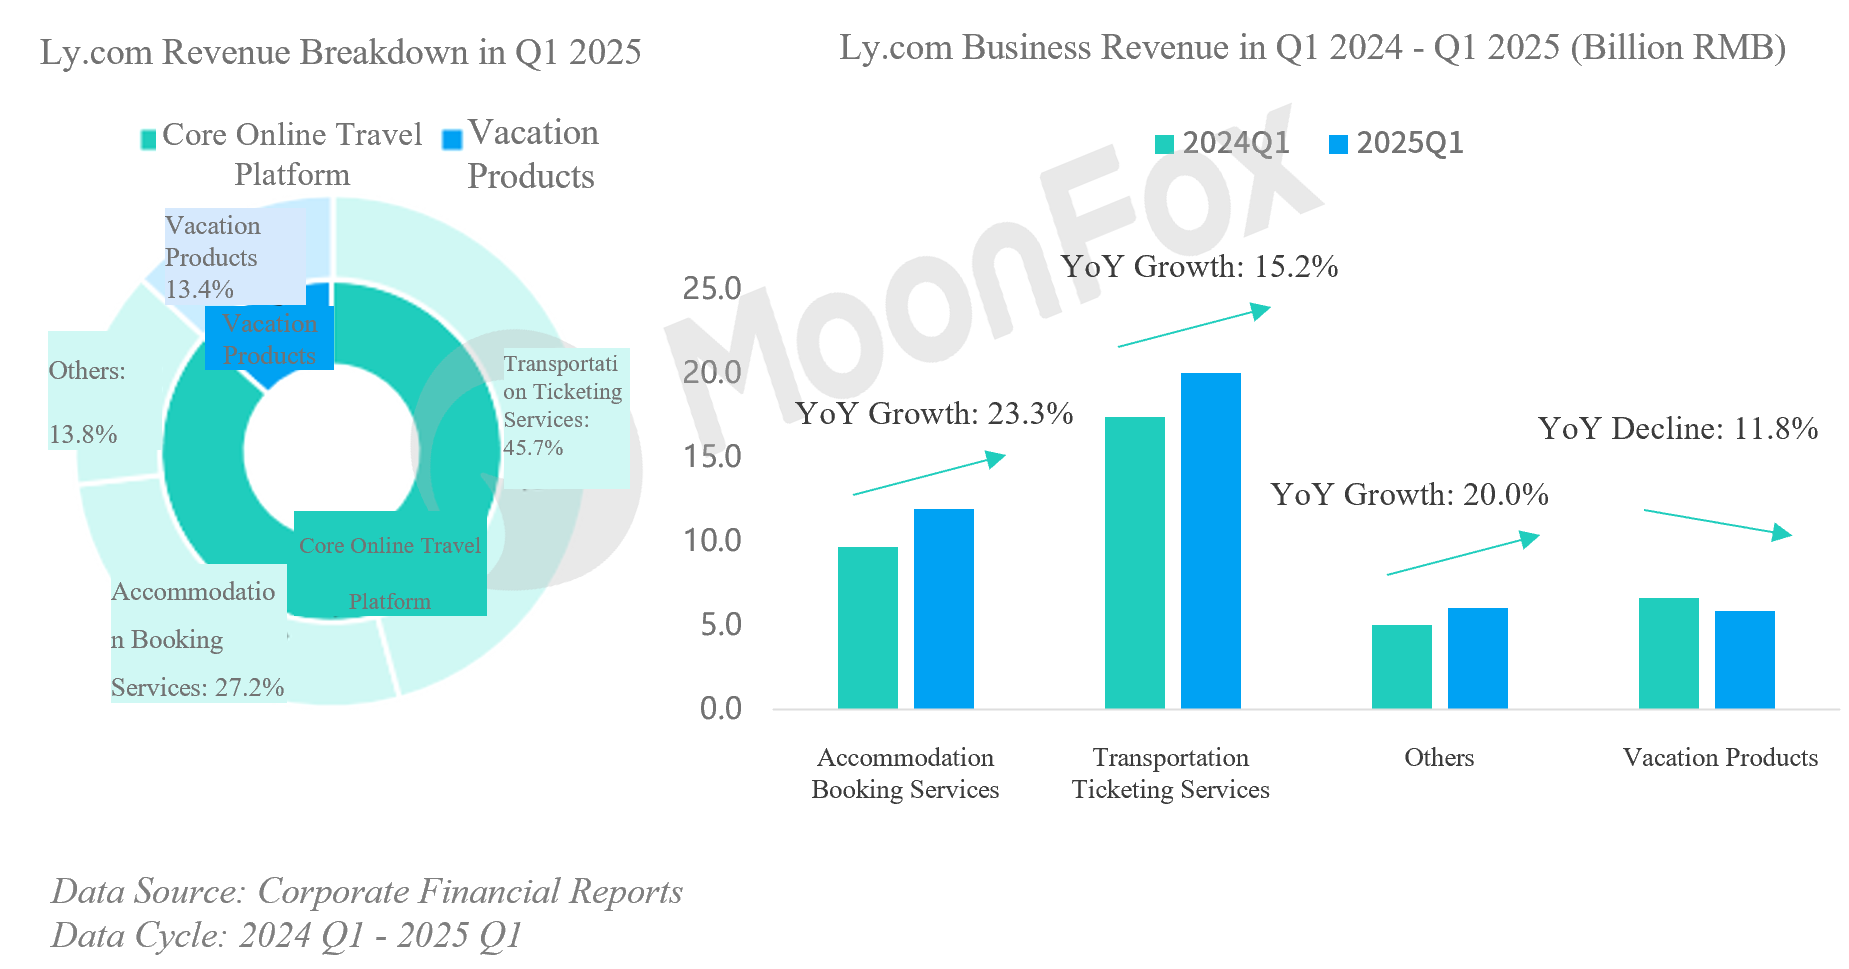 Ly.com Revenue Breakdown in Q1 2025
Core Online Travel
Platform
Vacation
Products
Vacation
Products
13.4%
Vacation
Products
Others:
13.8%
Transportati
on Ticketing
Services:
45.7%
Core Online Travel
Platform
Accommodatio
n Booking
Services: 27.2%
Ly.com Business Revenue in Q1 2024 - Q1 2025 (Billion RMB)
2024Q1
2025Q1
MoonFox
YoY Growth: 15.2%
YoY Growth: 23.3%
YoY Decline: 11.8%
YoY Growth: 20.0%
25.0
20.0
15.0
10.0
5.0
0.0
Accommodation
Booking Services
Transportation
Ticketing Services
Others
Vacation Products
Data Source: Corporate Financial Reports
Data Cycle: 2024 Q1 - 2025 Q1